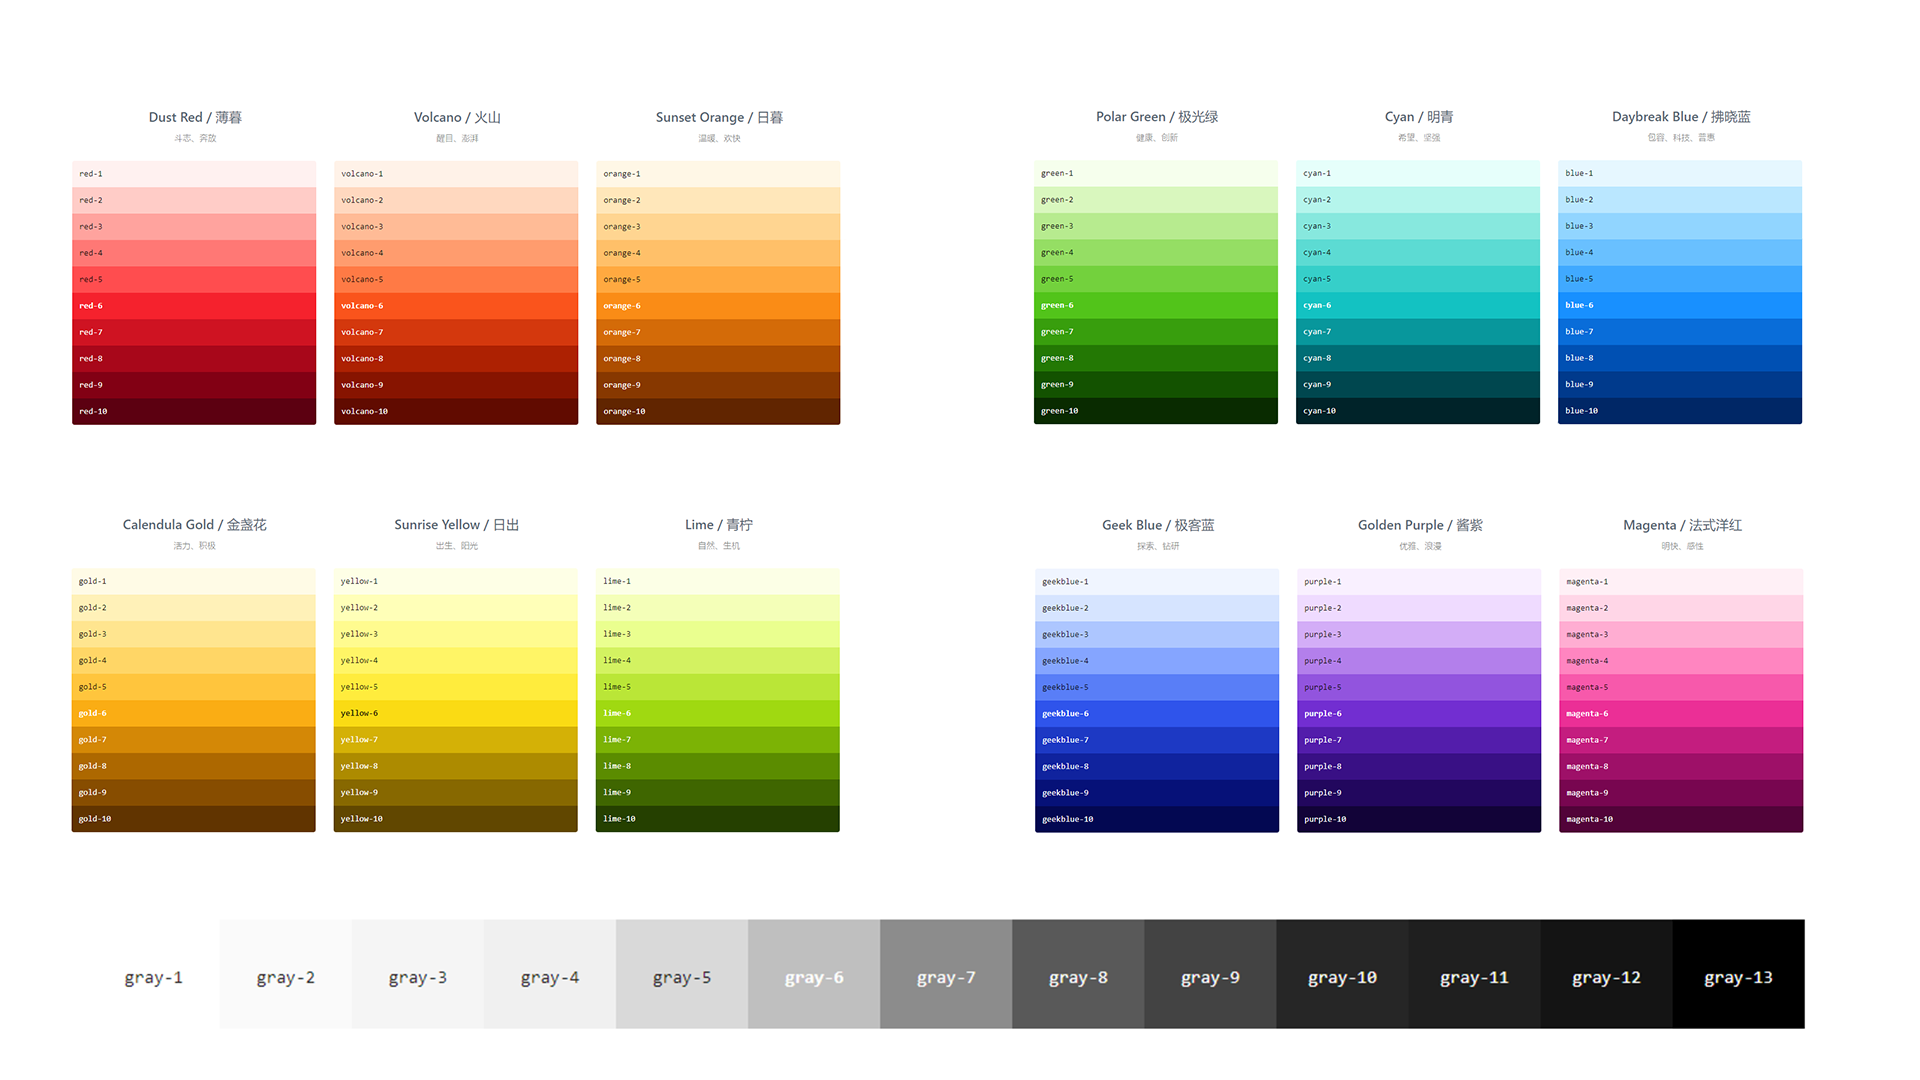 Dust Red / 薄暮
斗志、奔放
red-1
red-2
red-3
red-4
red-5
red-6
red-7
red-8
red-9
red-10
Volcano / 火山
醒目、澎湃
volcano-1
volcano-2
volcano-3
volcano-4
volcano-5
volcano-6
volcano-7
volcano-8
volcano-9
volcano-10
Sunset Orange / 日暮
温暖、欢快
orange-1
orange-2
orange-3
orange-4
orange-5
orange-6
orange-7
orange-8
orange-9
orange-10
Polar Green / 极光绿
健康、创新
green-1
green-2
green-3
green-4
green-5
green-6
green-7
green-8
green-9
green-10
Cyan / 明青
希望、坚强
cyan-1
cyan-2
cyan-3
cyan-4
cyan-5
cyan-6
cyan-7
cyan-8
cyan-9
cyan-10
Daybreak Blue / 拂晓蓝
包容、科技、普惠
blue-1
blue-2
blue-3
blue-4
blue-5
blue-6
blue-7
blue-8
blue-9
blue-10
Calendula Gold / 金盏花
活力、积极
gold-1
gold-2
gold-3
gold-4
gold-5
gold-6
gold-7
gold-8
gold-9
gold-10
Sunrise Yellow / 日出
出生、阳光
yellow-1
yellow-2
yellow-3
yellow-4
yellow-5
yellow-6
yellow-7
yellow-8
yellow-9
yellow-10
Lime / 青柠
自然、生机
lime-1
lime-2
lime-3
lime-4
lime-5
lime-6
lime-7
lime-8
lime-9
lime-10
Geek Blue / 极客蓝
探索、钻研
geekblue-1
geekblue-2
geekblue-3
geekblue-4
geekblue-5
geekblue-6
geekblue-7
geekblue-8
geekblue-9
geekblue-10
Golden Purple / 酱紫
优雅、浪漫
purple-1
purple-2
purple-3
purple-4
purple-5
purple-6
purple-7
purple-8
purple-9
purple-10
Magenta / 法式洋红
明快、感性
magenta-1
magenta-2
magenta-3
magenta-4
magenta-5
magenta-6
magenta-7
magenta-8
magenta-9
magenta-10
gray-1
gray-2
gray-3
gray-4
gray-5
gray-6
gray-7
gray-8
gray-9
gray-10
gray-11
gray-12
gray-13